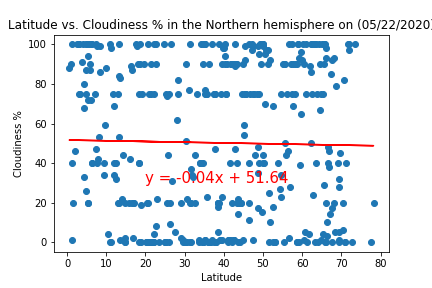 Latitude vs. Cloudiness % in the Northern hemisphere on (05/22/2020)
100
80
60
40
20
0
Cloudiness %
y = -0.04x + 51.64
0 10 20 30 40 50 60 70 80
Latitude